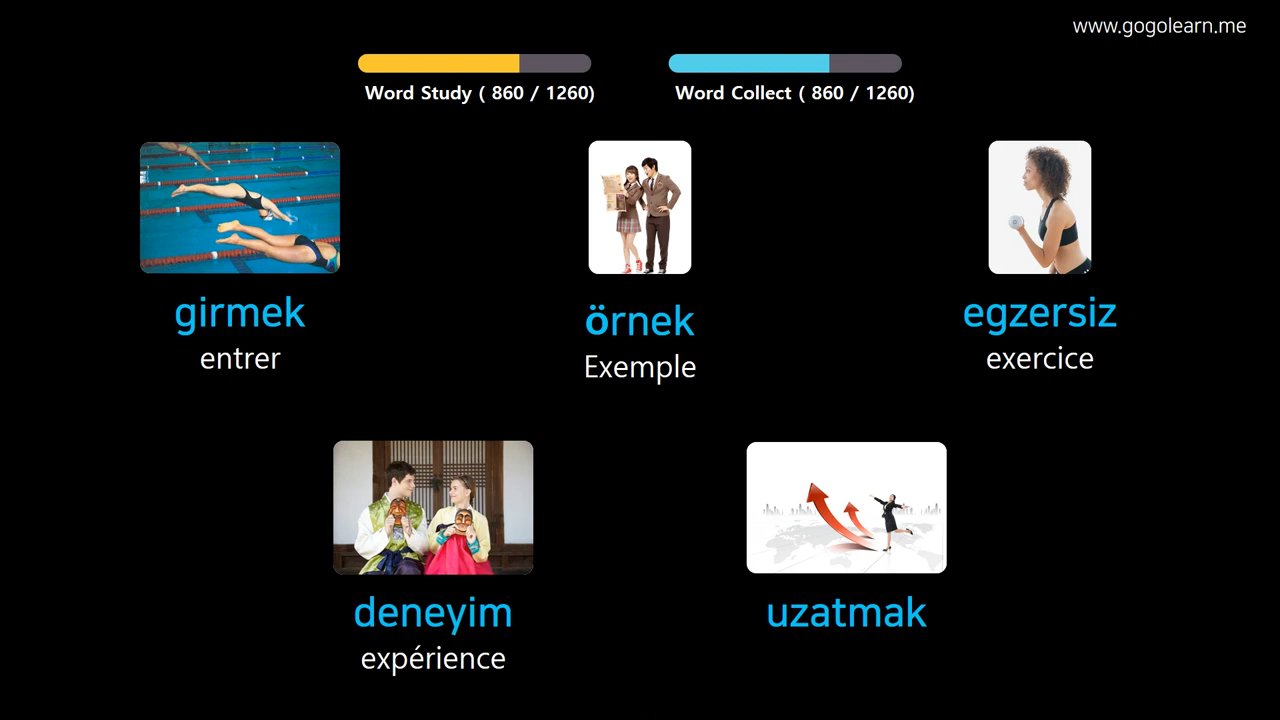 www.gogolearn.me
Word Study ( 860 / 1260)
Word Collect ( 860 / 1260)
girmek
entrer
örnek
Exemple
egzersiz
exercice
deneyim
expérience
uzatmak